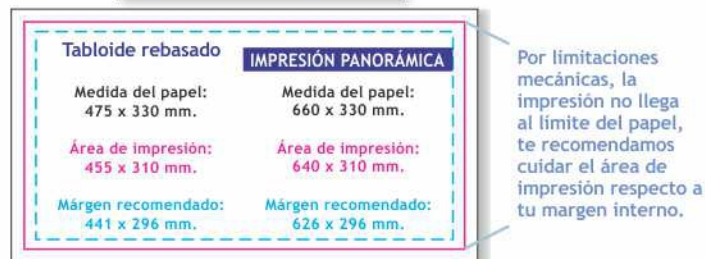 Tabloide rebasado
Medida del papel:
475 x 330 mm.
Área de impresión:
455 x 310 mm.
Márgen recomendado:
441 x 296 mm.
IMPRESIÓN PANORÁMICA
Medida del papel:
660 x 330 mm.
Área de impresión:
640 x 310 mm.
Márgen recomendado:
626 x 296 mm.
Por limitaciones
mecánicas, la
impresión no llega
al límite del papel,
te recomendamos
cuidar el área de
impresión respecto a
tu margen interno.